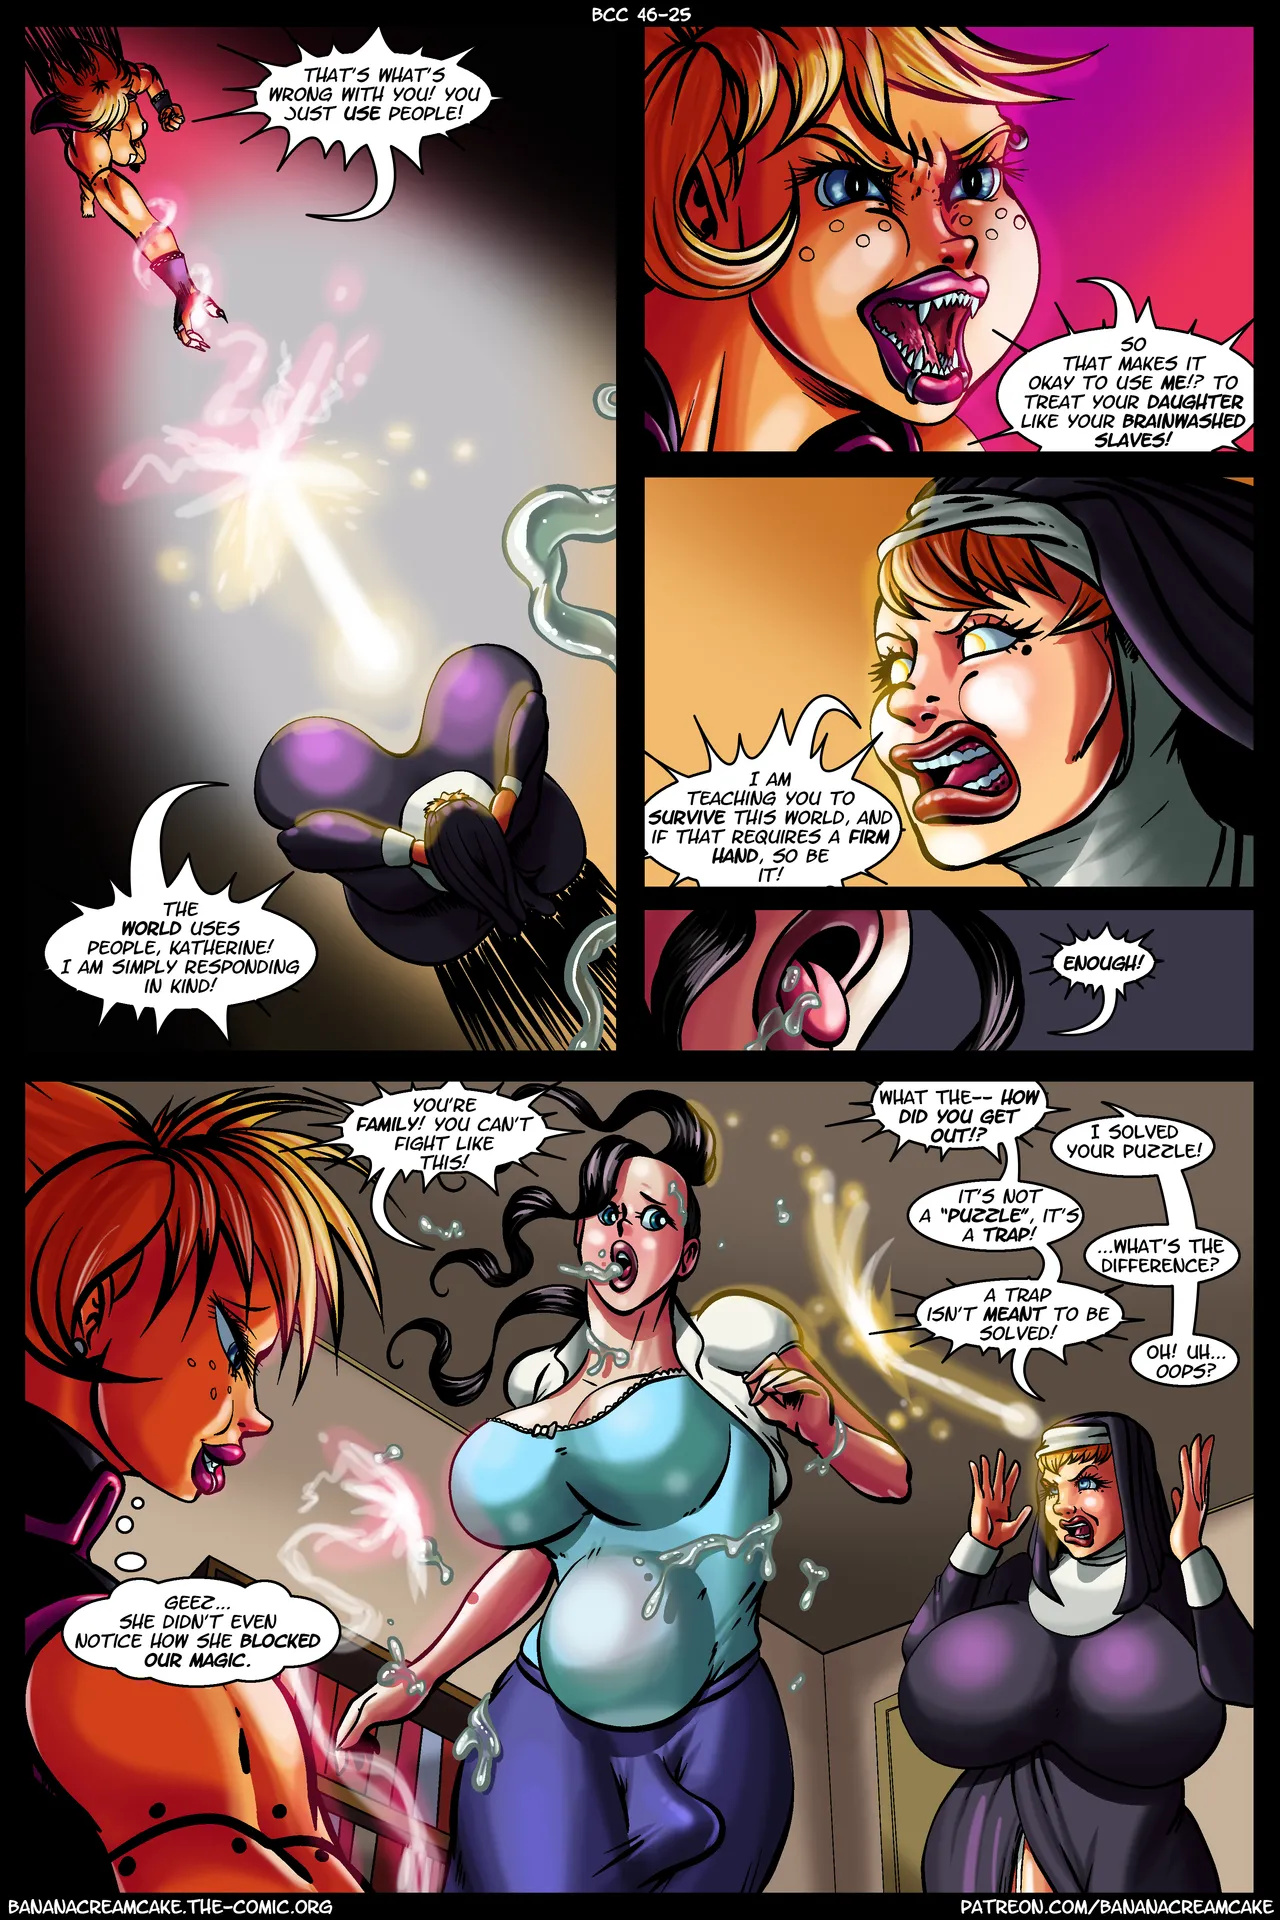 BCC 46-25
THAT'S WHAT'S
WRONG WITH YOU! YOU
JUST USE PEOPLE!
THE
WORLD USES
PEOPLE, KATHERINE!
I AM SIMPLY RESPONDING
IN KIND!
SO
THAT MAKES IT
OKAY TO USE ME!? TO
TREAT YOUR DAUGHTER
LIKE YOUR BRAINWASHED
SLAVES!
I AM
TEACHING YOU TO
SURVIVE THIS WORLD, AND
IF THAT REQUIRES A FIRM
HAND, SO BE
IT!
ENOUGH!
YOU'RE
FAMILY! YOU CAN'T
FIGHT LIKE
THIS!
WHAT THE-- HOW
DID YOU GET
OUT!?
I SOLVED
YOUR PUZZLE!
IT'S NOT
A "PUZZLE", IT'S
A TRAP!
...WHAT'S THE
DIFFERENCE?
A TRAP
ISN'T MEANT TO BE
SOLVED!
OH! UH...
OOPS?
GEEZ...
SHE DIDN'T EVEN
NOTICE HOW SHE BLOCKED
OUR MAGIC.
BANANACREAMCAKE.THE-COMIC.ORG
PATREON.COM/BANANACREAMCAKE